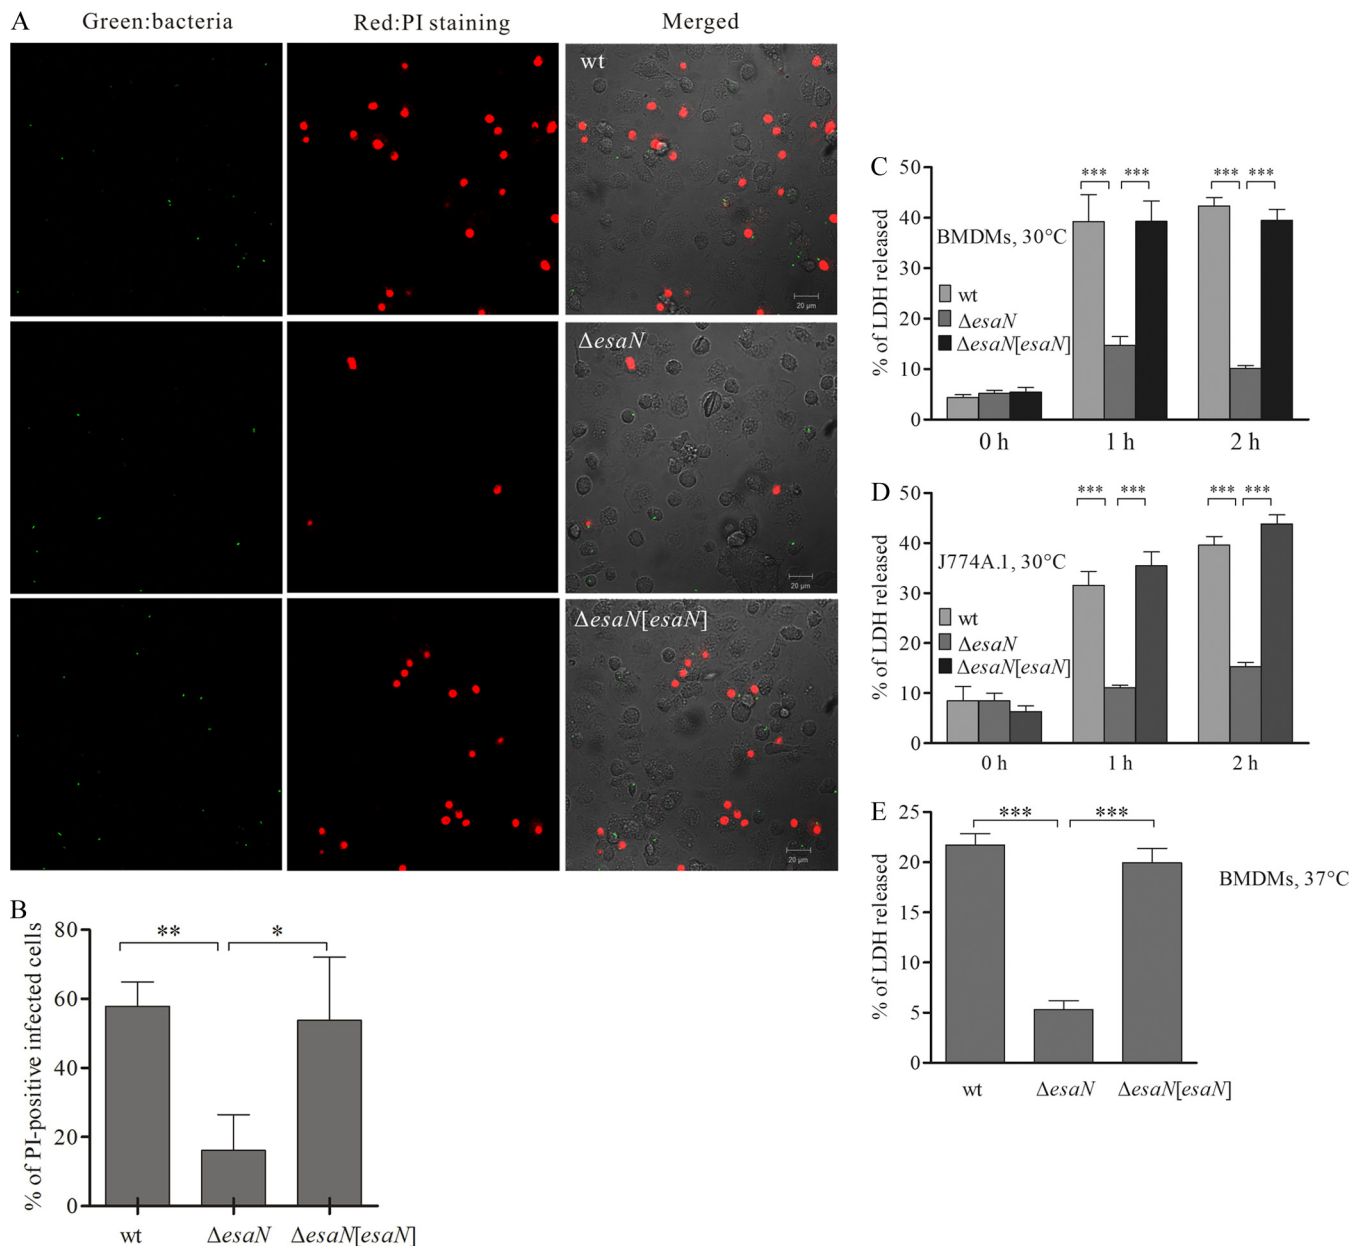 A
Green:bacteria
Red:PI staining
Merged
wt
20 µm
ΔesaN
20 µm
ΔesaN[esaN]
20 µm
B
% of PI-positive infected cells
80
60
40
20
0
**
*
wt
ΔesaN
ΔesaN[esaN]
C
% of LDH released
50
40
30
20
10
0
*** ***
*** ***
BMDMs, 30°C
wt
ΔesaN
ΔesaN[esaN]
0 h
1 h
2 h
D
% of LDH released
50
40
30
20
10
0
*** ***
*** ***
J774A.1, 30°C
wt
ΔesaN
ΔesaN[esaN]
0 h
1 h
2 h
E
% of LDH released
25
20
15
10
5
0
***
***
BMDMs, 37°C
wt
ΔesaN
ΔesaN[esaN]